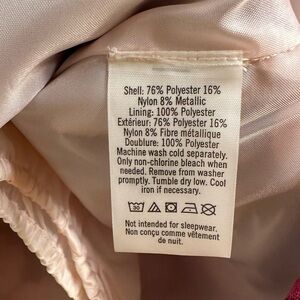 Shell: 76% Polyester 16%
Nylon 8% Metallic
Lining: 100% Polyester
Extérieur: 76% Polyester 16%
Nylon 8% Fibre métallique
Doublure: 100% Polyester
Machine wash cold separately.
Only non-chlorine bleach when
needed. Remove from washer
promptly. Tumble dry low. Cool
iron if necessary.
Not intended for sleepwear.
Non conçu comme vêtement
de nuit.